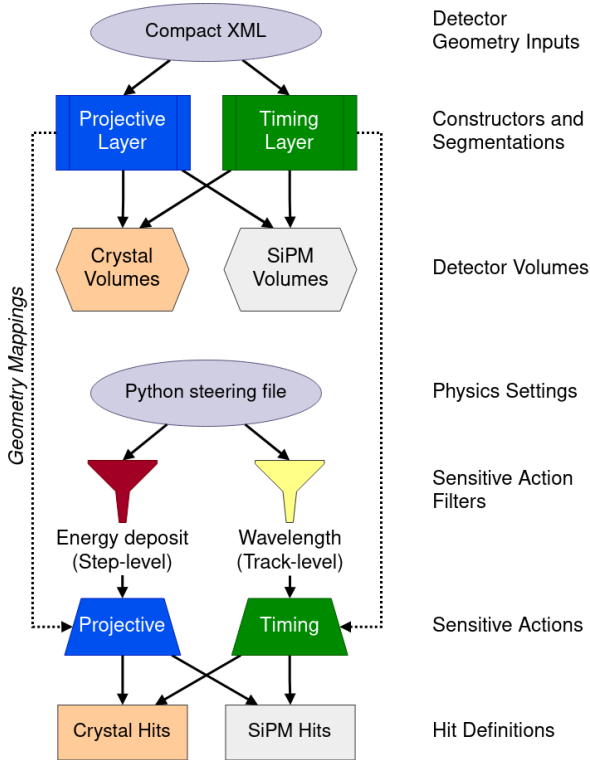 Compact XML
Detector
Geometry Inputs
Projective
Layer
Timing
Layer
Constructors and
Segmentations
Crystal
Volumes
SiPM
Volumes
Detector Volumes
Geometry Mappings
Python steering file
Physics Settings
Sensitive Action
Filters
Energy deposit
(Step-level)
Wavelength
(Track-level)
Projective
Timing
Sensitive Actions
Crystal Hits
SiPM Hits
Hit Definitions